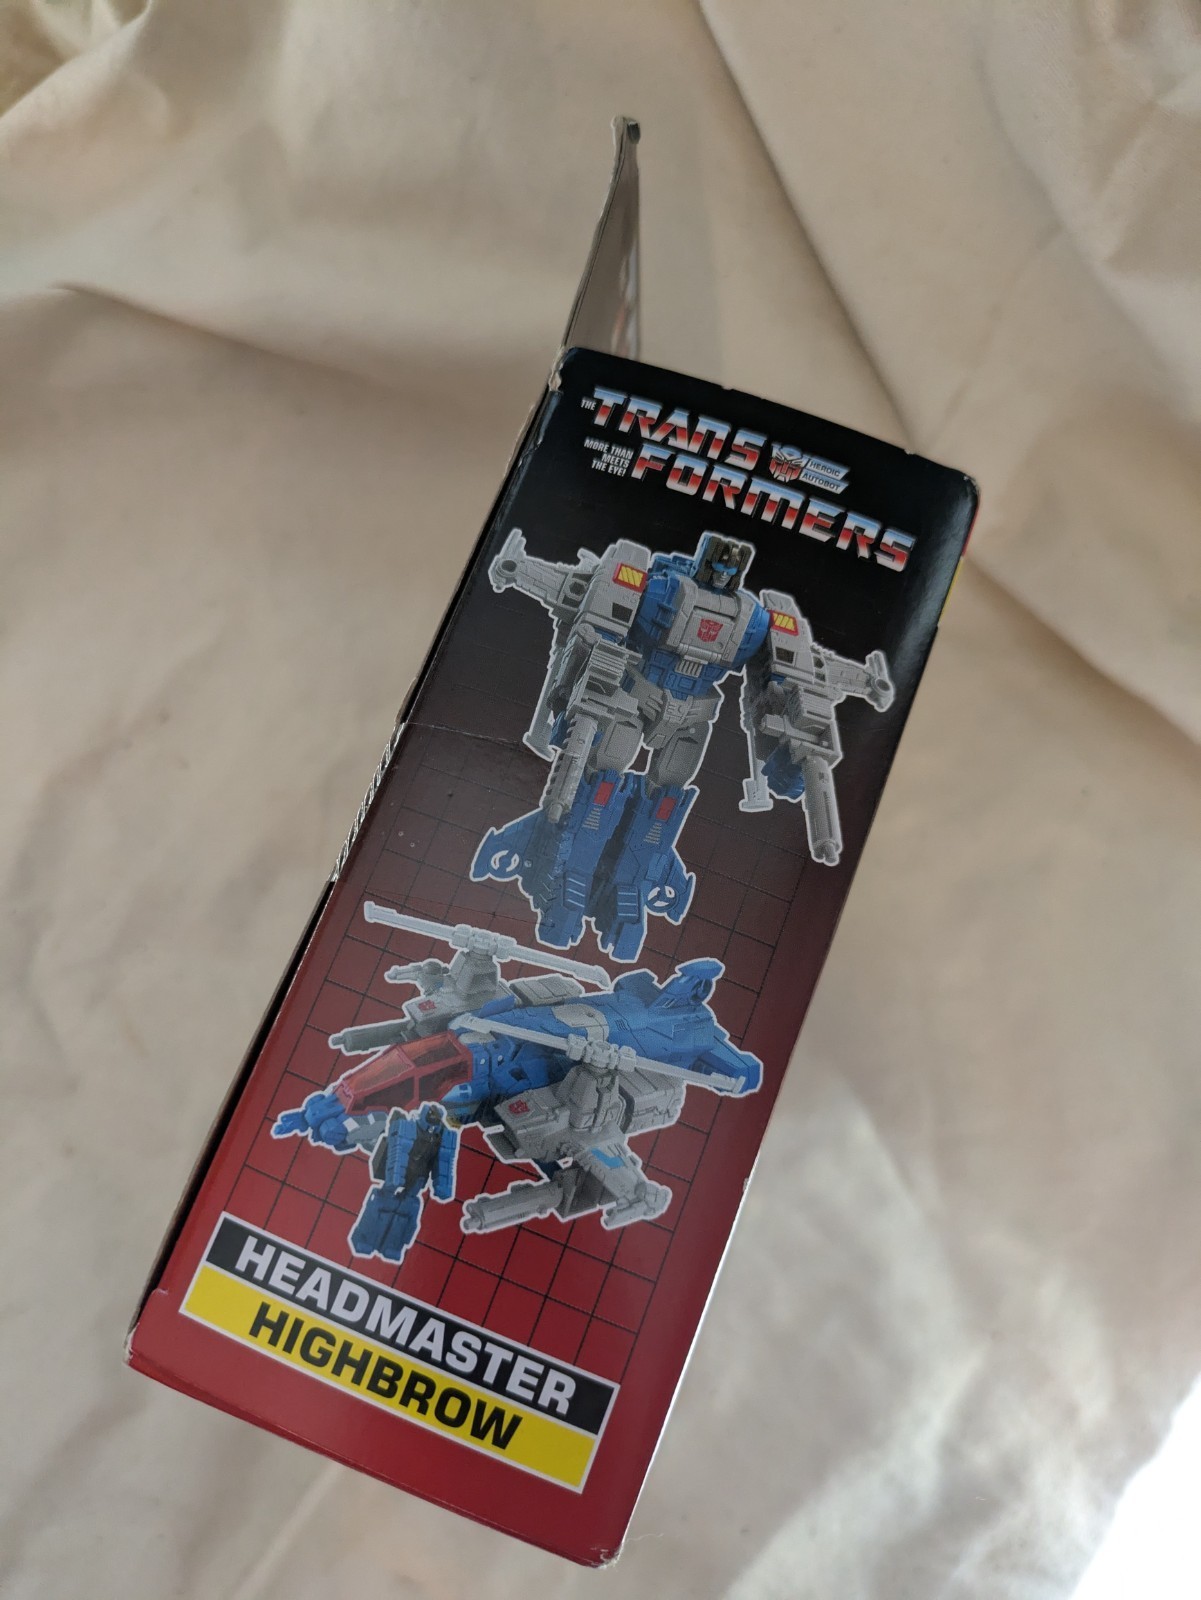 THE TRANS
HEROIC
AUTOBOT
MORE THAN
MEETS
THE EYE!
FORMERS
HEADMASTER
HIGHBROW